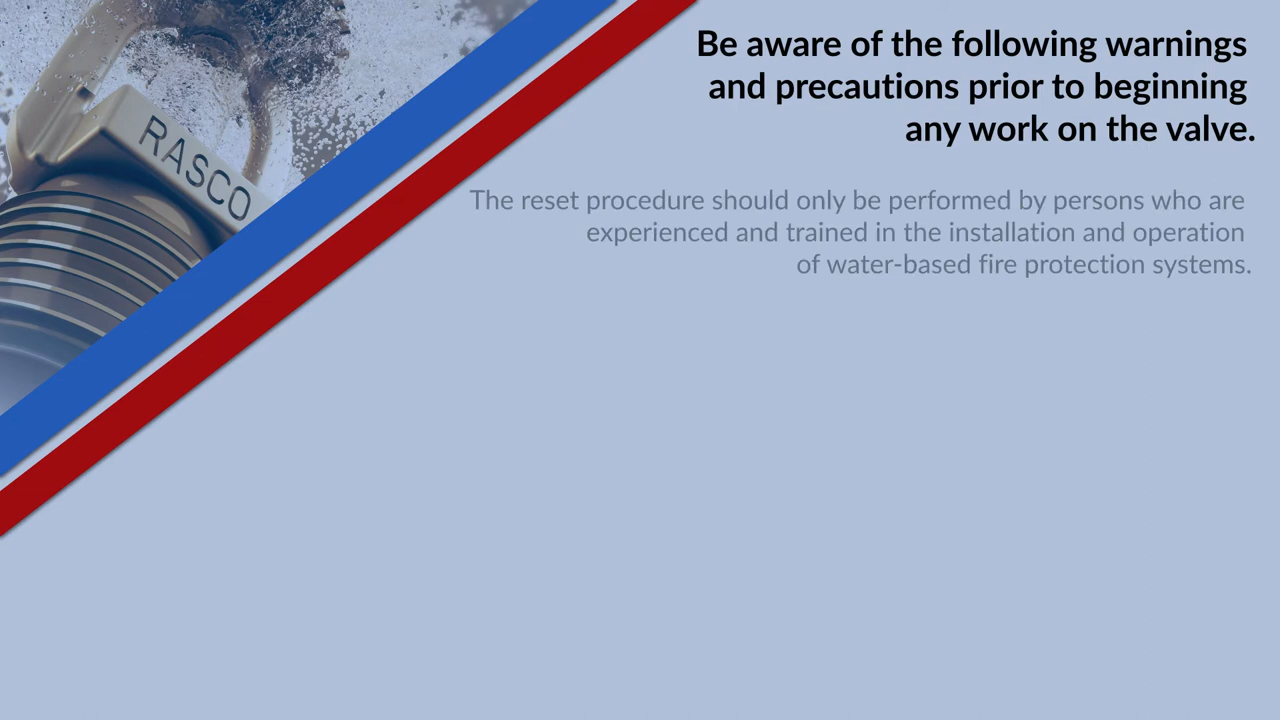 RASCO
Be aware of the following warnings
and precautions prior to beginning
any work on the valve.
The reset procedure should only be performed by persons who are
experienced and trained in the installation and operation
of water-based fire protection systems.